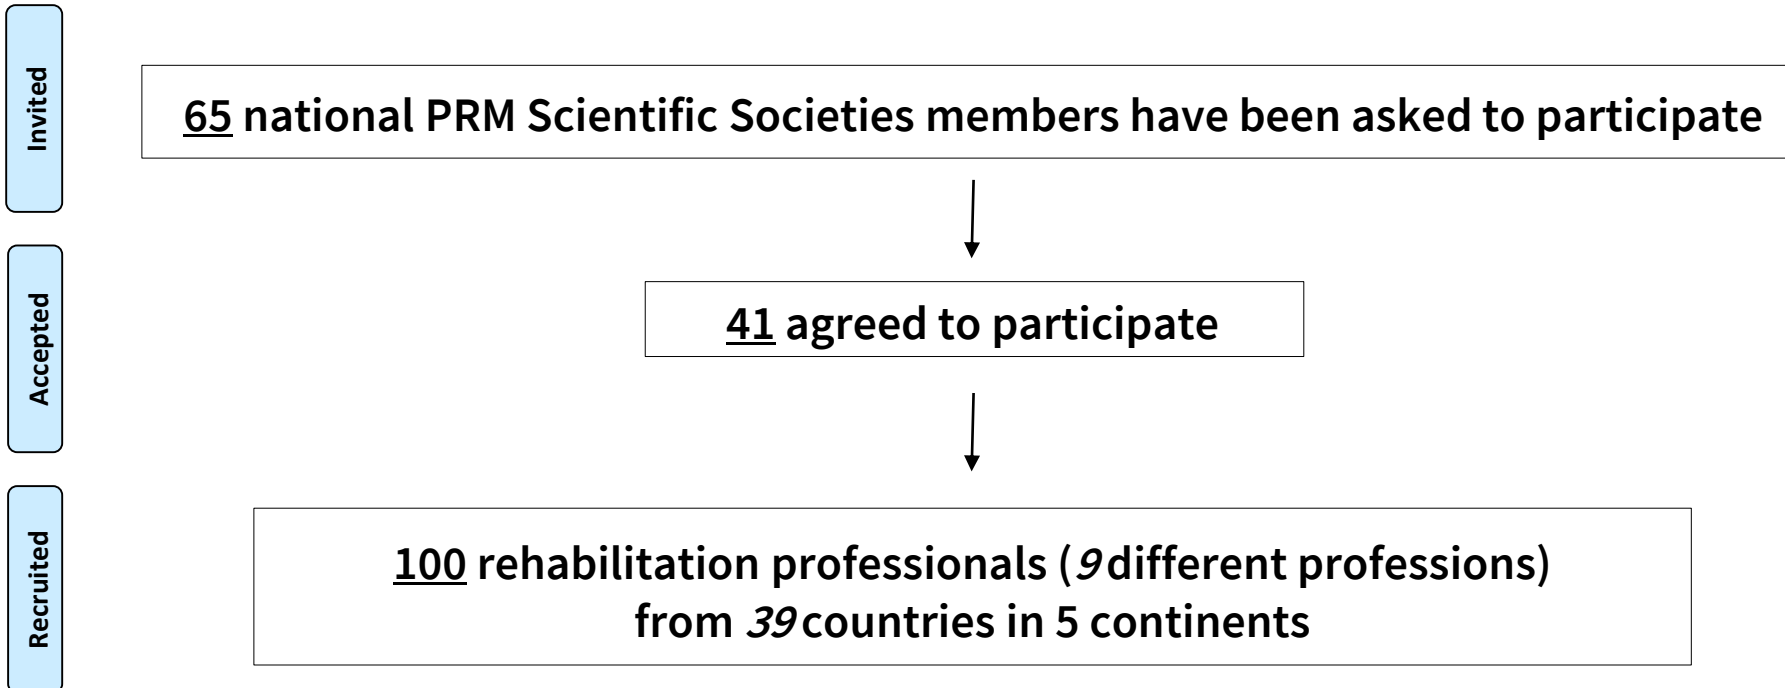 Invited
65 national PRM Scientific Societies members have been asked to participate
Accepted
41 agreed to participate
Recruited
100 rehabilitation professionals (9 different professions)
from 39 countries in 5 continents